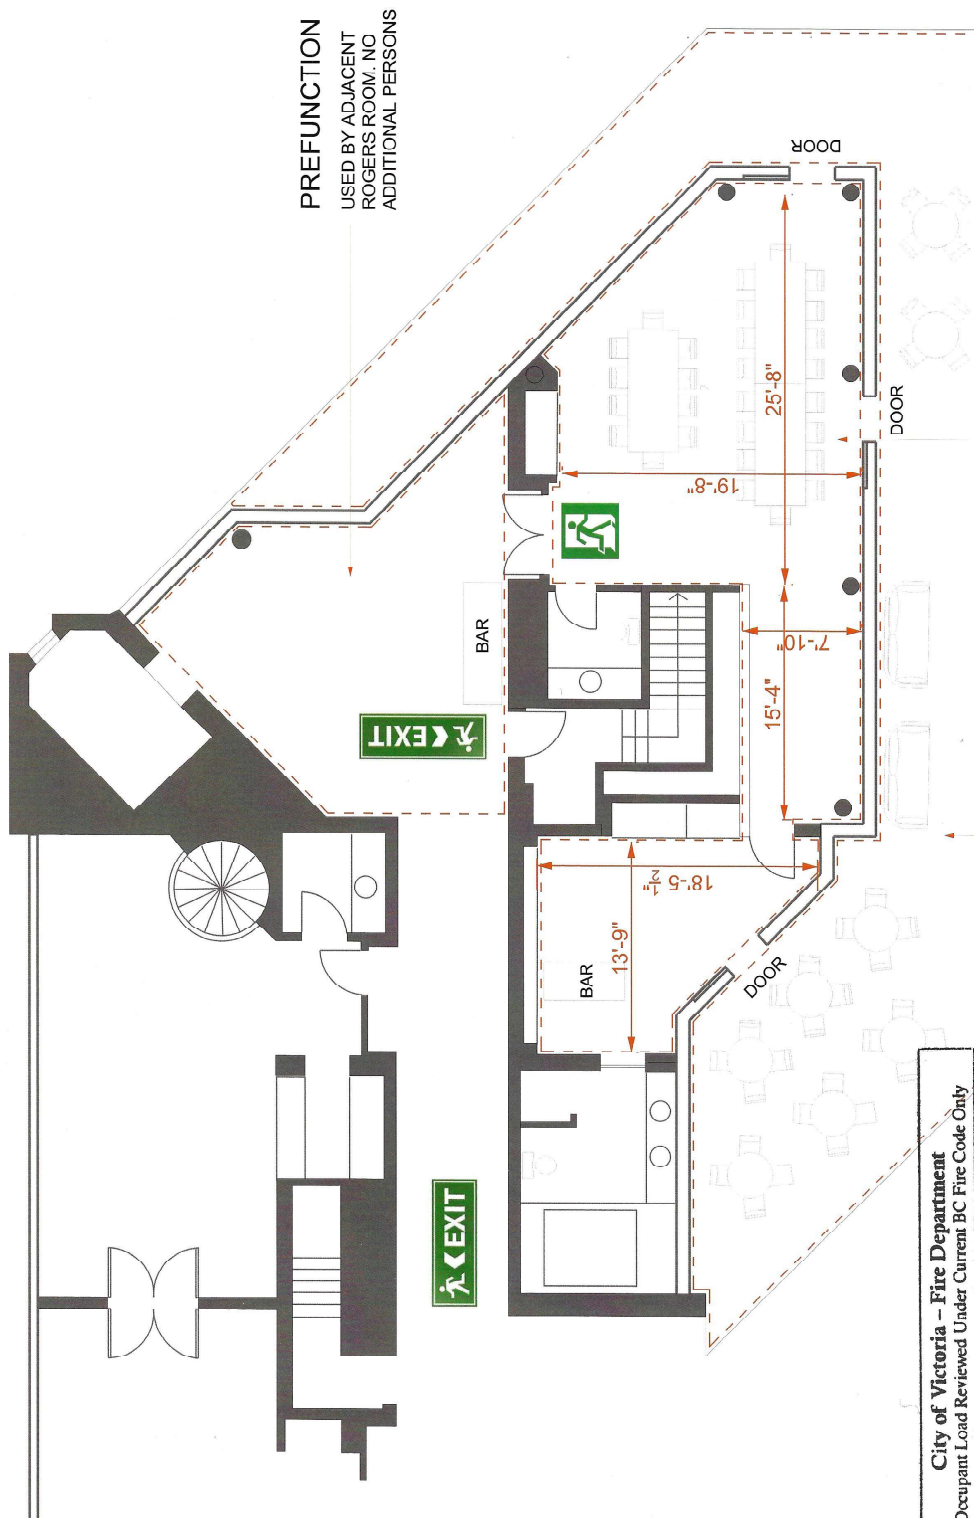 PREFUNCTION
USED BY ADJACENT
ROGERS ROOM. NO
ADDITIONAL PERSONS
DOOR
DOOR
25'-8"
19'-8"
BAR
EXIT
7'-10"
15'-4"
18'-5 1/2"
13'-9"
BAR
DOOR
EXIT
City of Victoria – Fire Department
Occupant Load Reviewed Under Current BC Fire Code Only